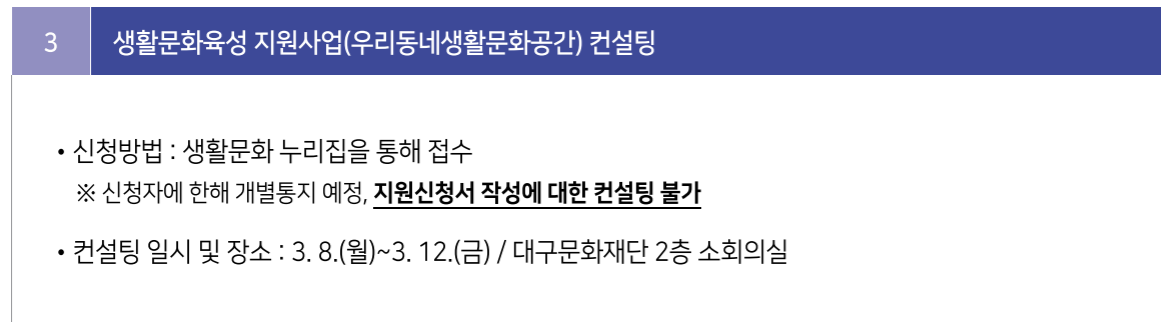 3 생활문화육성 지원사업(우리동네생활문화공간) 컨설팅
• 신청방법 : 생활문화 누리집을 통해 접수
※ 신청자에 한해 개별통지 예정, 지원신청서 작성에 대한 컨설팅 불가
• 컨설팅 일시 및 장소 : 3. 8.(월)~3. 12.(금) / 대구문화재단 2층 소회의실